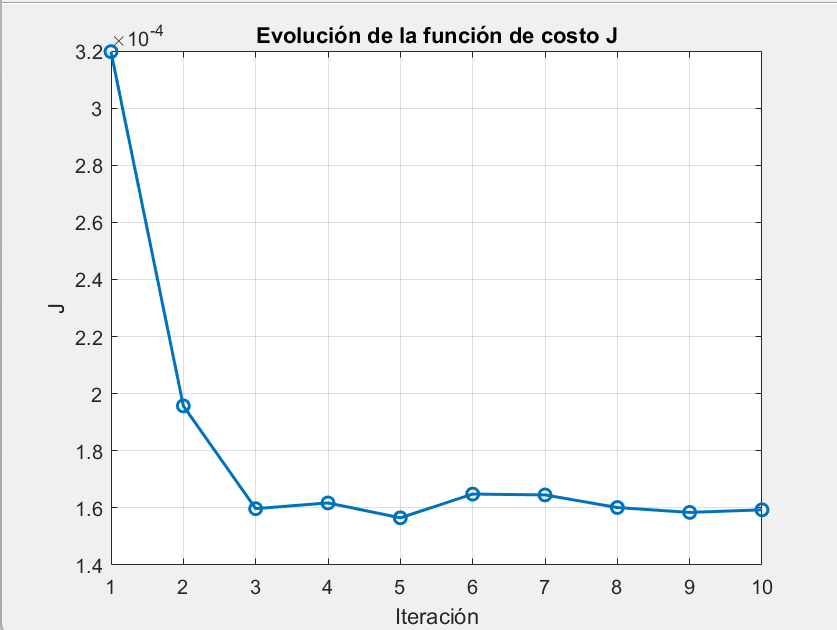 ×10-4
Evolución de la función de costo J
3.2
3
2.8
2.6
2.4
2.2
2
1.8
1.6
1.4
J
1 2 3 4 5 6 7 8 9 10
Iteración